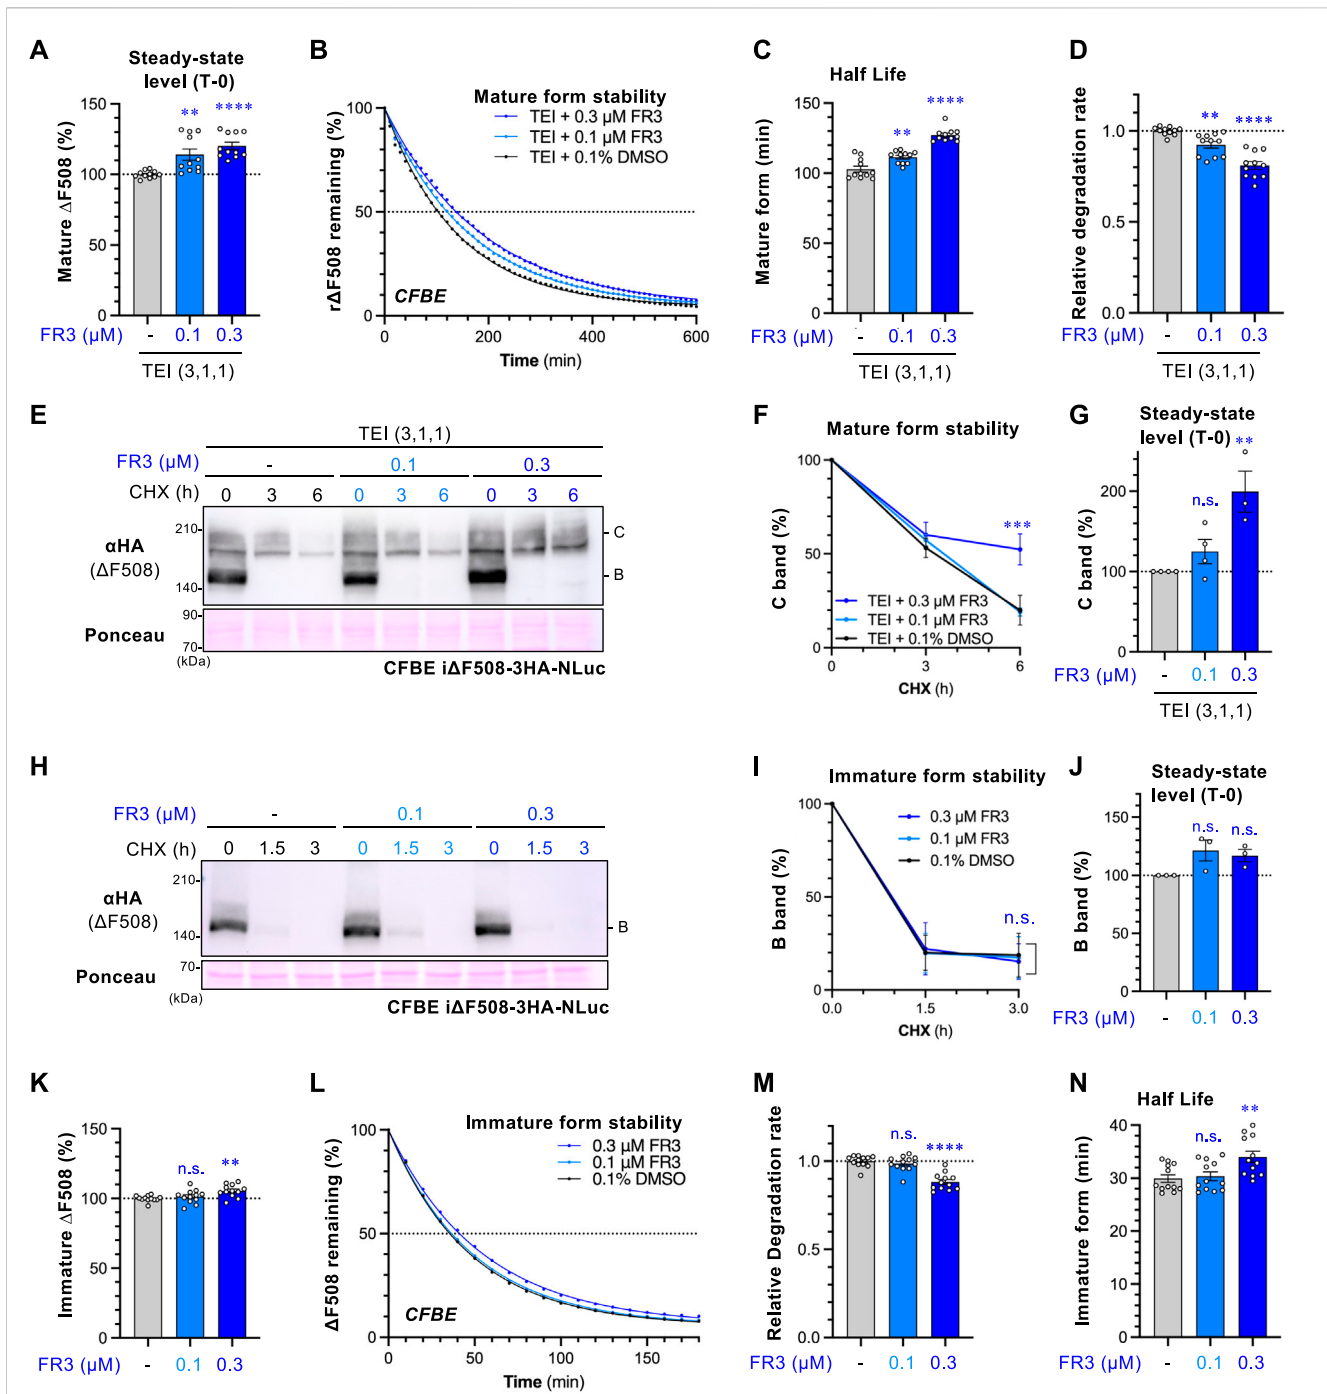 A
Steady-state
level (T-0)
Mature ΔF508 (%)
150
100
50
0
** ****
FR3 (µM) - 0.1 0.3
TEI (3,1,1)
B
Mature form stability
TEI + 0.3 µM FR3
TEI + 0.1 µM FR3
TEI + 0.1% DMSO
rΔF508 remaining (%)
100
50
0
CFBE
0 200 400 600
Time (min)
C
Half Life
Mature form (min)
150
100
50
0
** ****
FR3 (µM) - 0.1 0.3
TEI (3,1,1)
D
Relative degradation rate
1.0
0.5
0.0
** ****
FR3 (µM) - 0.1 0.3
TEI (3,1,1)
E
TEI (3,1,1)
FR3 (µM) - 0.1 0.3
CHX (h) 0 3 6 0 3 6 0 3 6
210
αHA
(ΔF508)
140
C
B
90
Ponceau
70
(kDa)
CFBE iΔF508-3HA-NLuc
F
Mature form stability
C band (%)
100
50
0
***
TEI + 0.3 µM FR3
TEI + 0.1 µM FR3
TEI + 0.1% DMSO
0 3 6
CHX (h)
G
Steady-state
level (T-0)
C band (%)
200
100
0
n.s. **
FR3 (µM) - 0.1 0.3
TEI (3,1,1)
H
FR3 (µM) - 0.1 0.3
CHX (h) 0 1.5 3 0 1.5 3 0 1.5 3
210
αHA
(ΔF508)
140
B
70
Ponceau
(kDa)
CFBE iΔF508-3HA-NLuc
I
Immature form stability
0.3 µM FR3
0.1 µM FR3
0.1% DMSO
B band (%)
100
50
0
n.s.
0.0 1.5 3.0
CHX (h)
J
Steady-state
level (T-0)
B band (%)
150
100
50
0
n.s. n.s.
FR3 (µM) - 0.1 0.3
K
Immature ΔF508 (%)
150
100
50
0
n.s. **
FR3 (µM) - 0.1 0.3
L
Immature form stability
0.3 µM FR3
0.1 µM FR3
0.1% DMSO
ΔF508 remaining (%)
100
50
0
CFBE
0 50 100 150
Time (min)
M
Relative Degradation rate
1.0
0.5
0.0
n.s. ****
FR3 (µM) - 0.1 0.3
N
Half Life
Immature form (min)
40
30
20
10
0
n.s. **
FR3 (µM) - 0.1 0.3